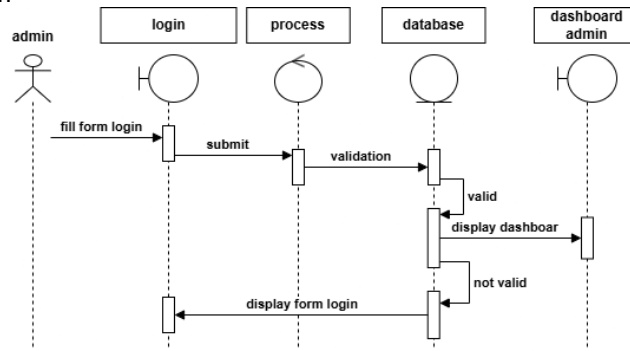 admin
login
process
database
dashboard
admin
fill form login
submit
validation
valid
display dashboar
not valid
display form login